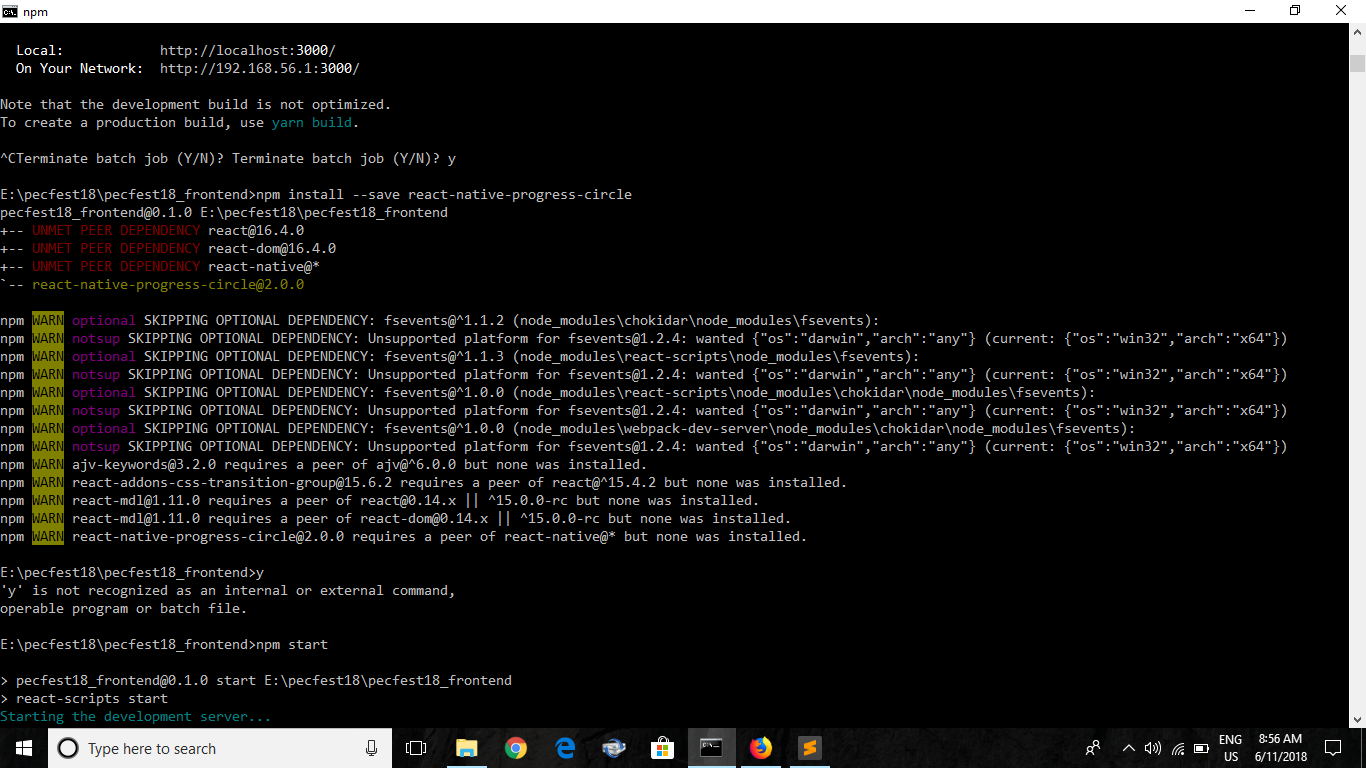 npm
Local: http://localhost:3000/
On Your Network: http://192.168.56.1:3000/
Note that the development build is not optimized.
To create a production build, use yarn build.
^CTerminate batch job (Y/N)? Terminate batch job (Y/N)? y
E:\pecfest18\pecfest18_frontend>npm install --save react-native-progress-circle
pecfest18_frontend@0.1.0 E:\pecfest18\pecfest18_frontend
+-- UNMET PEER DEPENDENCY react@16.4.0
+-- UNMET PEER DEPENDENCY react-dom@16.4.0
+-- UNMET PEER DEPENDENCY react-native@*
`-- react-native-progress-circle@2.0.0
npm WARN optional SKIPPING OPTIONAL DEPENDENCY: fsevents@^1.1.2 (node_modules\chokidar\node_modules\fsevents):
npm WARN notsup SKIPPING OPTIONAL DEPENDENCY: Unsupported platform for fsevents@1.2.4: wanted {"os":"darwin","arch":"any"} (current: {"os":"win32","arch":"x64"})
npm WARN optional SKIPPING OPTIONAL DEPENDENCY: fsevents@^1.1.3 (node_modules\react-scripts\node_modules\fsevents):
npm WARN notsup SKIPPING OPTIONAL DEPENDENCY: Unsupported platform for fsevents@1.2.4: wanted {"os":"darwin","arch":"any"} (current: {"os":"win32","arch":"x64"})
npm WARN optional SKIPPING OPTIONAL DEPENDENCY: fsevents@^1.0.0 (node_modules\react-scripts\node_modules\chokidar\node_modules\fsevents):
npm WARN notsup SKIPPING OPTIONAL DEPENDENCY: Unsupported platform for fsevents@1.2.4: wanted {"os":"darwin","arch":"any"} (current: {"os":"win32","arch":"x64"})
npm WARN optional SKIPPING OPTIONAL DEPENDENCY: fsevents@^1.0.0 (node_modules\webpack-dev-server\node_modules\chokidar\node_modules\fsevents):
npm WARN notsup SKIPPING OPTIONAL DEPENDENCY: Unsupported platform for fsevents@1.2.4: wanted {"os":"darwin","arch":"any"} (current: {"os":"win32","arch":"x64"})
npm WARN ajv-keywords@3.2.0 requires a peer of ajv@^6.0.0 but none was installed.
npm WARN react-addons-css-transition-group@15.6.2 requires a peer of react@^15.4.2 but none was installed.
npm WARN react-mdl@1.11.0 requires a peer of react@0.14.x || ^15.0.0-rc but none was installed.
npm WARN react-mdl@1.11.0 requires a peer of react-dom@0.14.x || ^15.0.0-rc but none was installed.
npm WARN react-native-progress-circle@2.0.0 requires a peer of react-native@* but none was installed.
E:\pecfest18\pecfest18_frontend>y
'y' is not recognized as an internal or external command,
operable program or batch file.
E:\pecfest18\pecfest18_frontend>npm start
> pecfest18_frontend@0.1.0 start E:\pecfest18\pecfest18_frontend
> react-scripts start
Starting the development server...
Type here to search
ENG
US
8:56 AM
6/11/2018